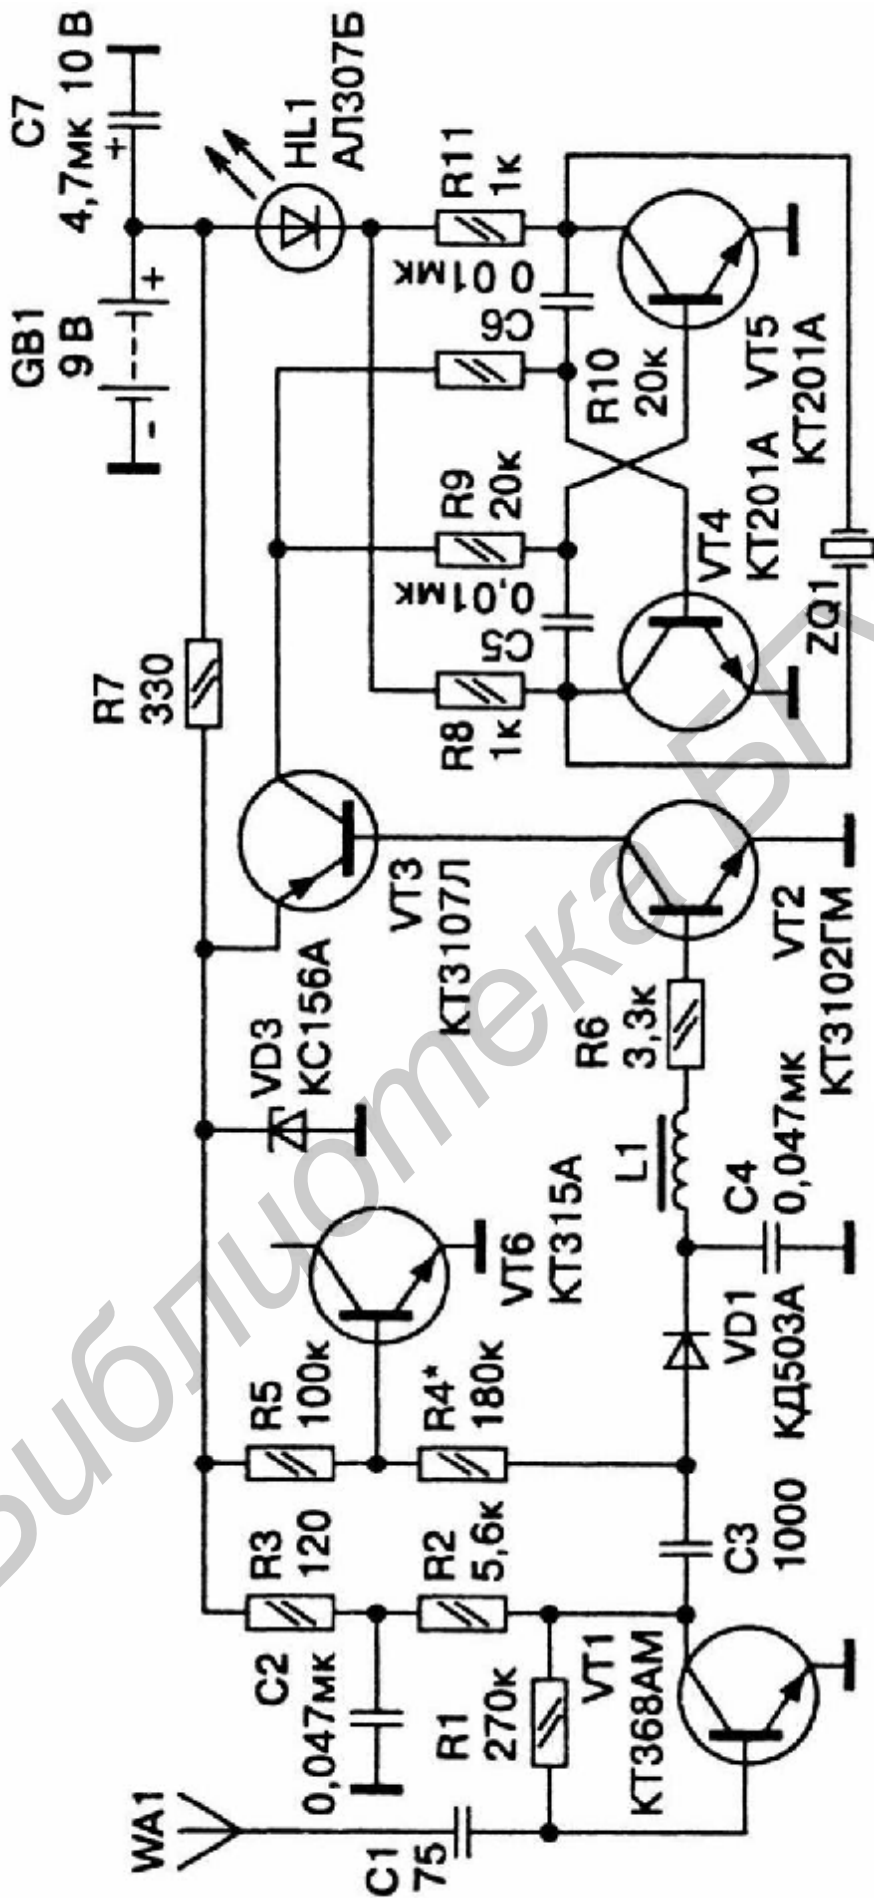 WA1
C1
75
C2
0,047мк
R1
270к
R3
120
R2
5,6к
VT1
КТ368АМ
R5
100к
R4*
180к
C3
1000
VT6
КТ315А
VD1
КД503А
VD3
КС156А
L1
C4
0,047мк
R6
3,3к
VT3
КТ3107Л
VT2
КТ3102ГМ
R7
330
R8
1к
C5
0,01мк
R9
20к
VT4
КТ201А
ZQ1
GB1
9 В
-
+
C7
4,7мк 10 В
+
HL1
АЛ307Б
R10
20к
C6
0 01мк
R11
1к
VT5
КТ201А
Библиотека БГУ